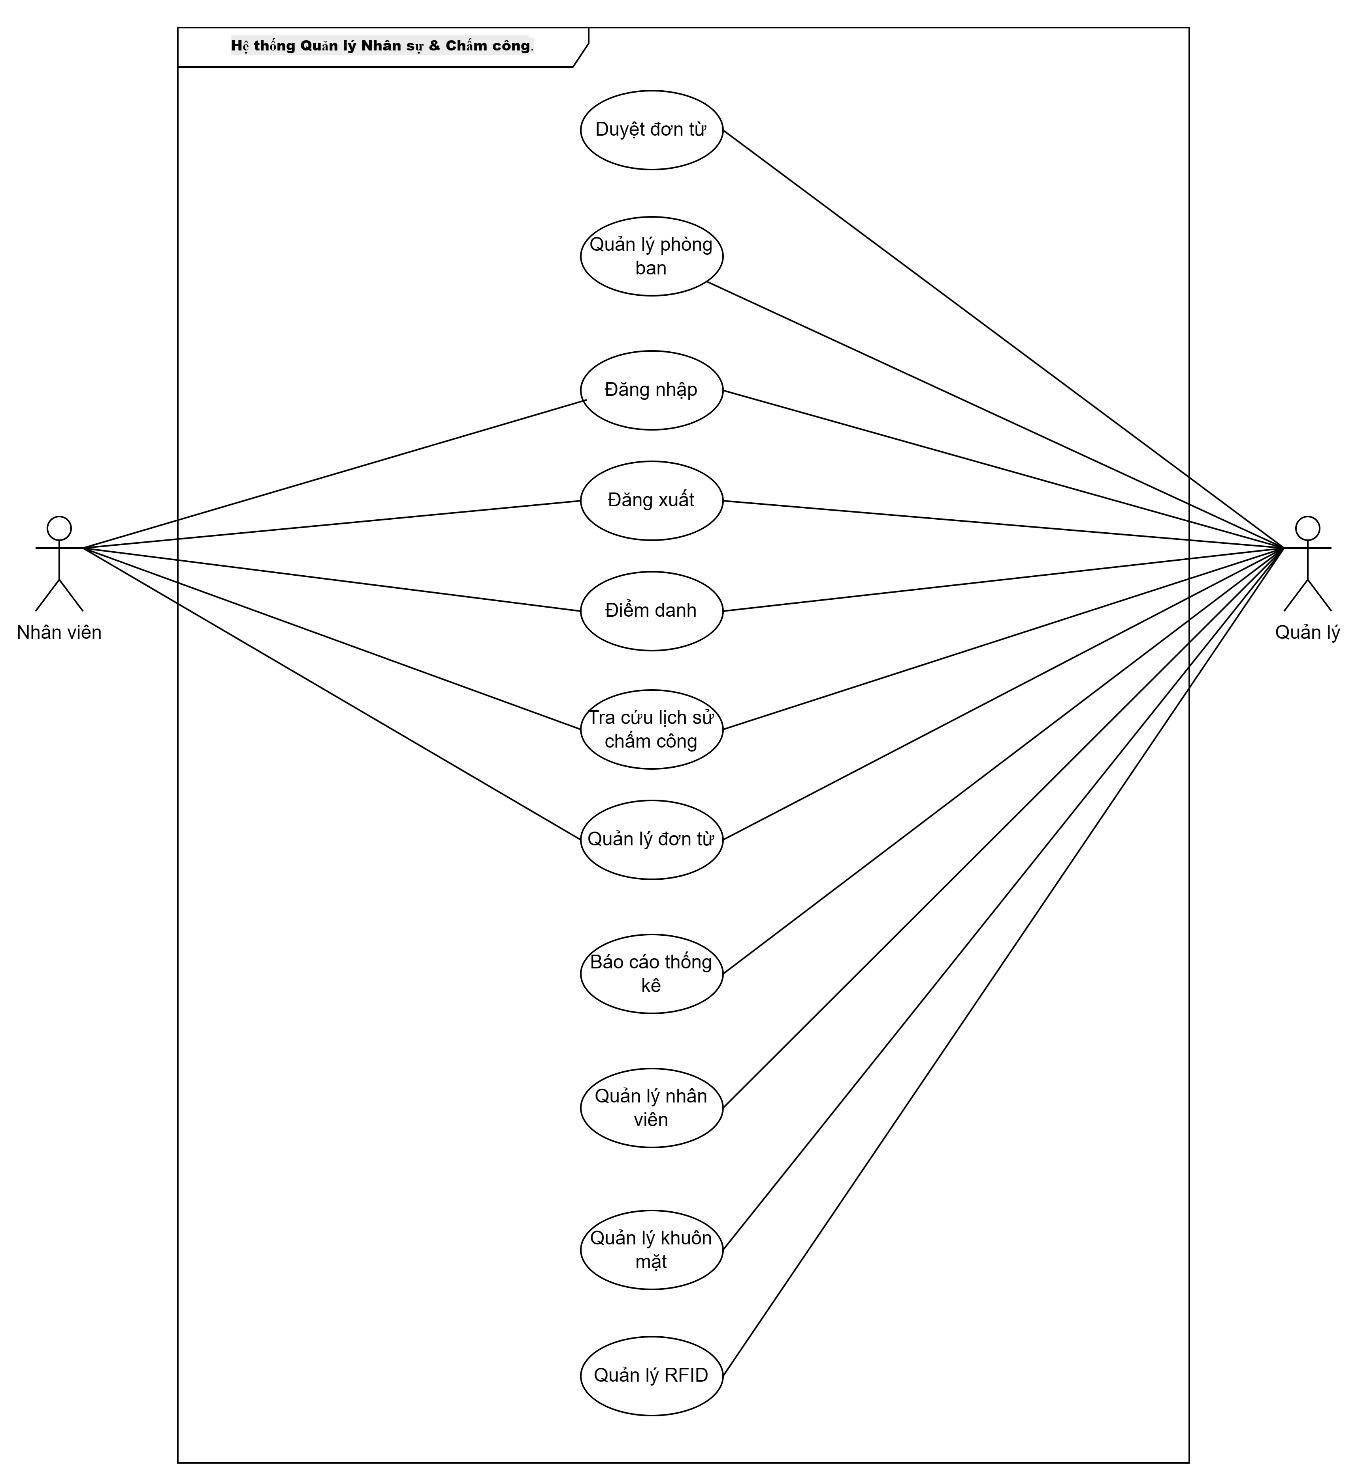 Hệ thống Quản lý Nhân sự & Chấm công.
Duyệt đơn từ
Quản lý phòng
ban
Đăng nhập
Đăng xuất
Nhân viên
Quản lý
Điểm danh
Tra cứu lịch sử
chấm công
Quản lý đơn từ
Báo cáo thống
kê
Quản lý nhân
viên
Quản lý khuôn
mặt
Quản lý RFID